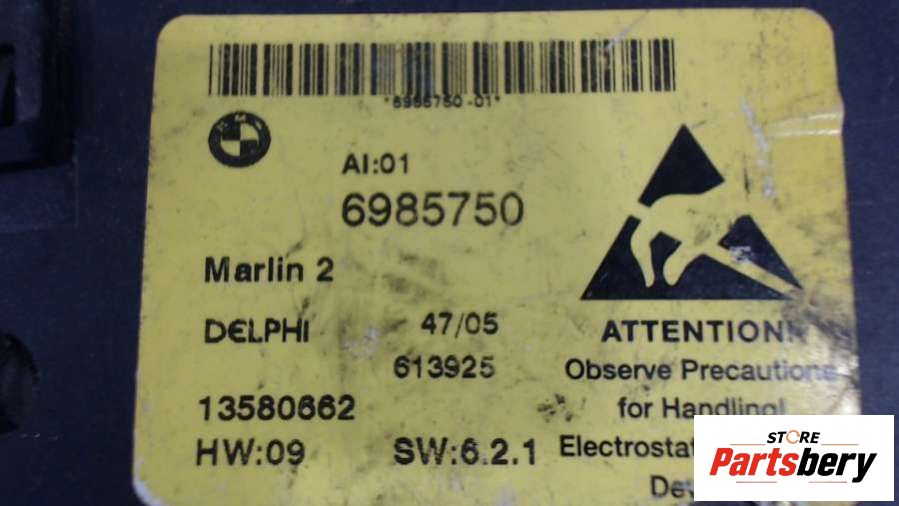 *6985750-01*
BMW
AI:01
6985750
Marlin 2
DELPHI
47/05
613925
13580662
HW:09
SW:6.2.1
ATTENTION
Observe Precautions
for Handling!
STORE
Partsbery